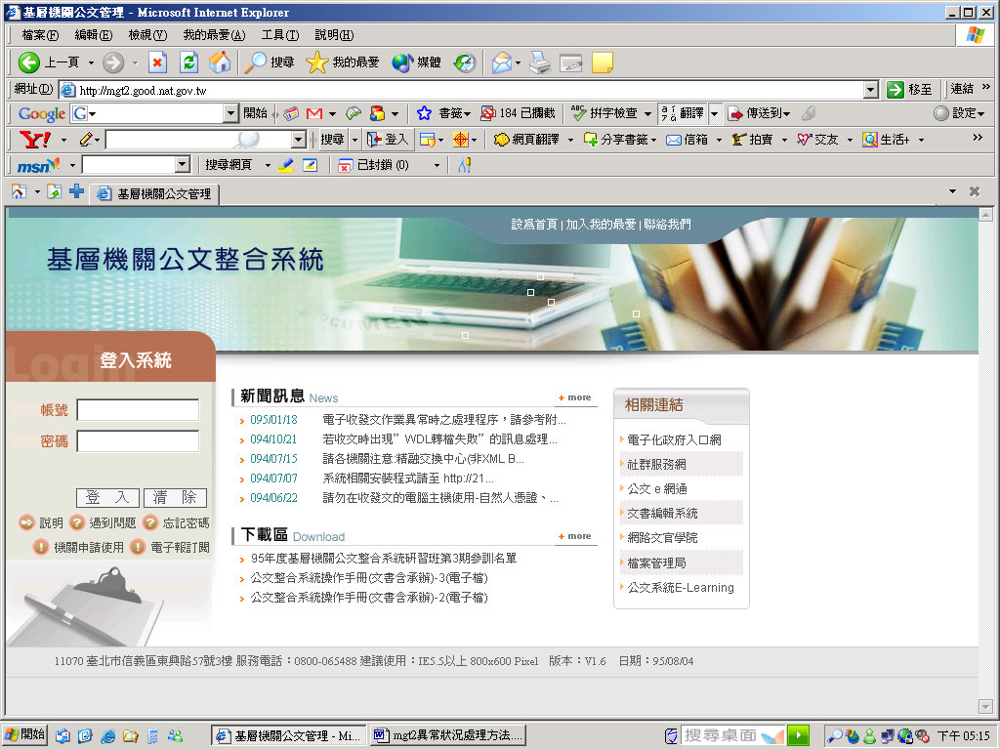 基層機關公文管理 - Microsoft Internet Explorer
檔案(F) 編輯(E) 檢視(V) 我的最愛(A) 工具(T) 說明(H)
上一頁 搜尋 我的最愛 媒體
網址(D) http://mgt2.good.nat.gov.tw 移至 連結 »
Google G 開始 書籤 184 已攔截 拼字檢查 翻譯 傳送到 設定
Y! 搜尋 登入 網頁翻譯 分享書籤 信箱 拍賣 交友 生活+ »
msn 搜尋網頁 已封鎖 (0)
基層機關公文管理
設為首頁 | 加入我的最愛 | 聯絡我們
基層機關公文整合系統
DOCUMENT
Login
登入系統
帳號
密碼
登 入 清 除
說明 遇到問題 忘記密碼
機關申請使用 電子報訂閱
新聞訊息 News + more
095/01/18 電子收發文作業異常時之處理程序，請參考附...
094/10/21 若收文時出現”WDL轉檔失敗”的訊息處理...
094/07/15 請各機關注意:精融交換中心(非XML B...
094/07/07 系統相關安裝程式請至 http://21...
094/06/22 請勿在收發文的電腦主機使用-自然人憑證、...
下載區 Download + more
95年度基層機關公文整合系統研習班第3期參訓名單
公文整合系統操作手冊(文書含承辦)-3(電子檔)
公文整合系統操作手冊(文書含承辦)-2(電子檔)
相關連結
電子化政府入口網
社群服務網
公文 e 網通
文書編輯系統
網路文官學院
檔案管理局
公文系統E-Learning
11070 臺北市信義區東興路57號3樓 服務電話：0800-065488 建議使用：IE5.5以上 800x600 Pixel 版本：V1.6 日期：95/08/04
開始 基層機關公文管理 - Mi... mgt2異常狀況處理方法.... 搜尋桌面 下午 05:15